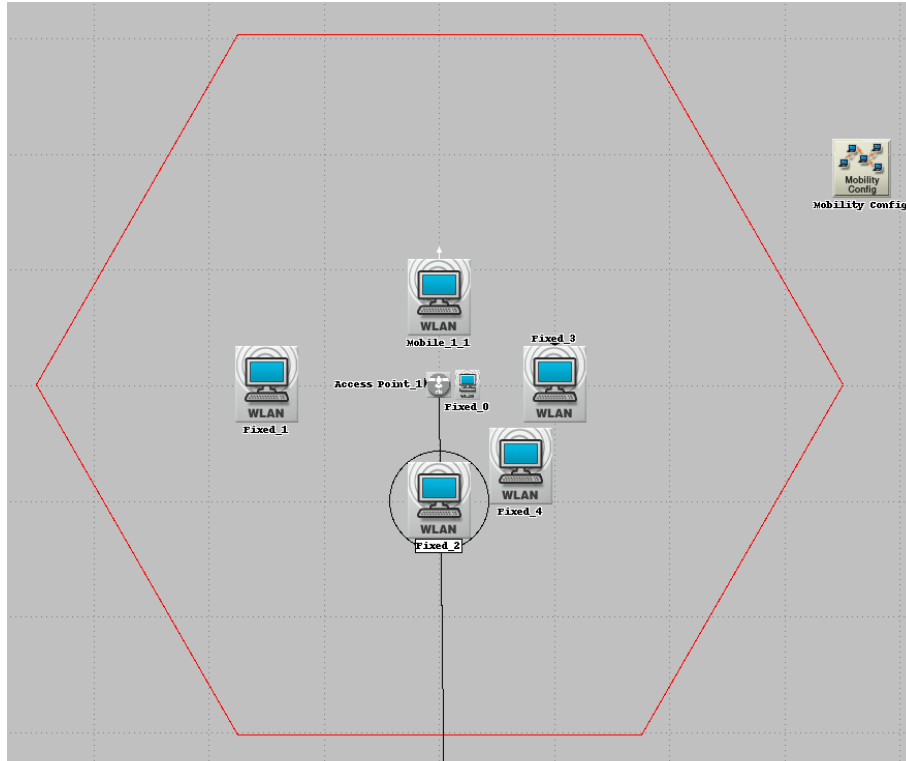 Mobility
Config
Mobility Config
WLAN
Mobile_1_1
Fixed_3
Access Point_1
WLAN
Fixed_0
WLAN
Fixed_1
WLAN
WLAN
Fixed_4
WLAN
Fixed_2